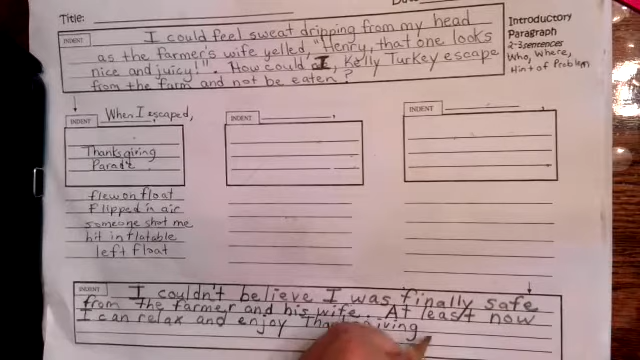 Title:
INDENT I could feel sweat dripping from my head
as the farmer's wife yelled, "Henry, that one looks
nice and juicy!". How could I, Kelly Turkey escape
from the farm and not be eaten?
Introductory
Paragraph
2-3 sentences
Who, Where,
Hint of Problem
INDENT When I escaped,
Thanksgiving
Parade
flew on float
flipped in air
someone shot me
hit inflatable
left float
INDENT ,
INDENT ,
INDENT I couldn't believe I was finally safe
from the farmer and his wife. At least now
I can relax and enjoy Thanksgiving